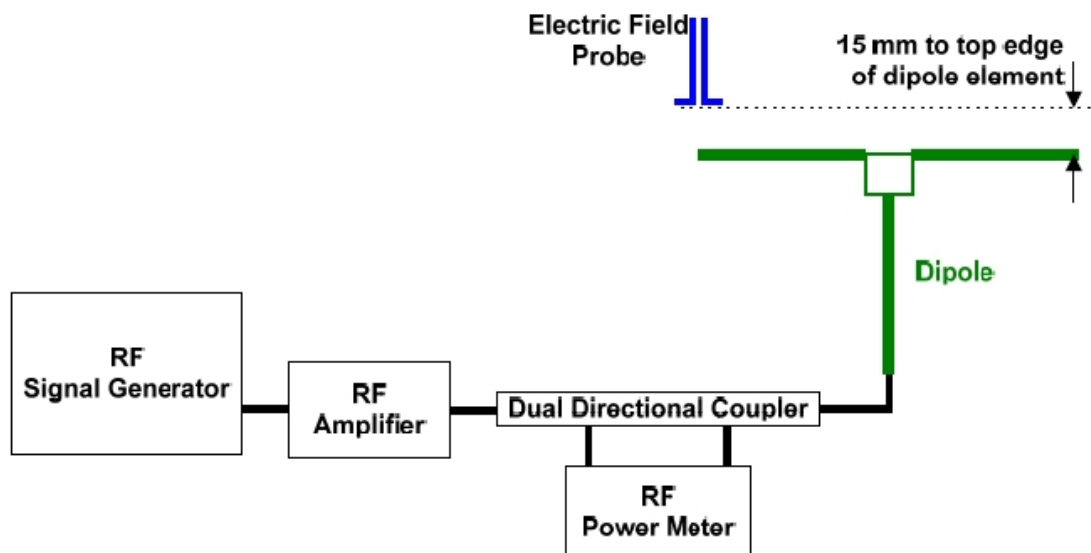 Electric Field
Probe
15 mm to top edge
of dipole element
Dipole
RF
Signal Generator
RF
Amplifier
Dual Directional Coupler
RF
Power Meter